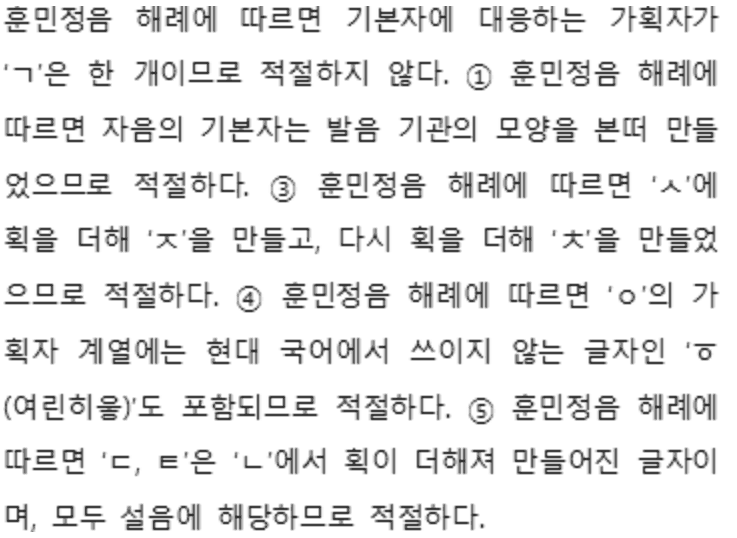 훈민정음 해례에 따르면 기본자에 대응하는 가획자가
‘ㄱ’은 한 개이므로 적절하지 않다. ① 훈민정음 해례에
따르면 자음의 기본자는 발음 기관의 모양을 본떠 만들
었으므로 적절하다. ③ 훈민정음 해례에 따르면 ‘ㅅ’에
획을 더해 ‘ㅈ’을 만들고, 다시 획을 더해 ‘ㅊ’을 만들었
으므로 적절하다. ④ 훈민정음 해례에 따르면 ‘ㅇ’의 가
획자 계열에는 현대 국어에서 쓰이지 않는 글자인 ‘ㆆ
(여린히읗)’도 포함되므로 적절하다. ⑤ 훈민정음 해례에
따르면 ‘ㄷ, ㅌ’은 ‘ㄴ’에서 획이 더해져 만들어진 글자이
며, 모두 설음에 해당하므로 적절하다.